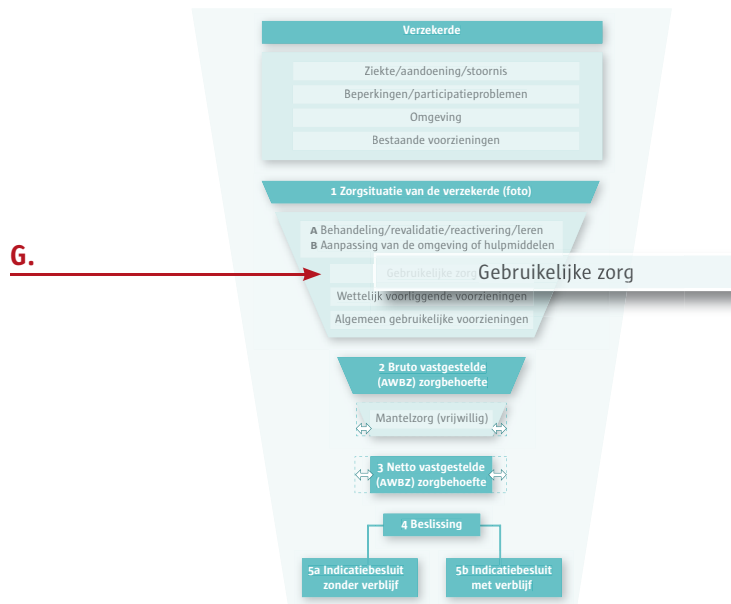 Verzekerde
Ziekte/aandoening/stoornis
Beperkingen/participatieproblemen
Omgeving
Bestaande voorzieningen
1 Zorgsituatie van de verzekerde (foto)
A Behandeling/revalidatie/reactivering/leren
B Aanpassing van de omgeving of hulpmiddelen
G.
Gebruikelijke zorg
Gebruikelijke zorg
Wettelijk voorliggende voorzieningen
Algemeen gebruikelijke voorzieningen
2 Bruto vastgestelde
(AWBZ) zorgbehoefte
Mantelzorg (vrijwillig)
3 Netto vastgestelde
(AWBZ) zorgbehoefte
4 Beslissing
5a Indicatiebesluit
zonder verblijf
5b Indicatiebesluit
met verblijf